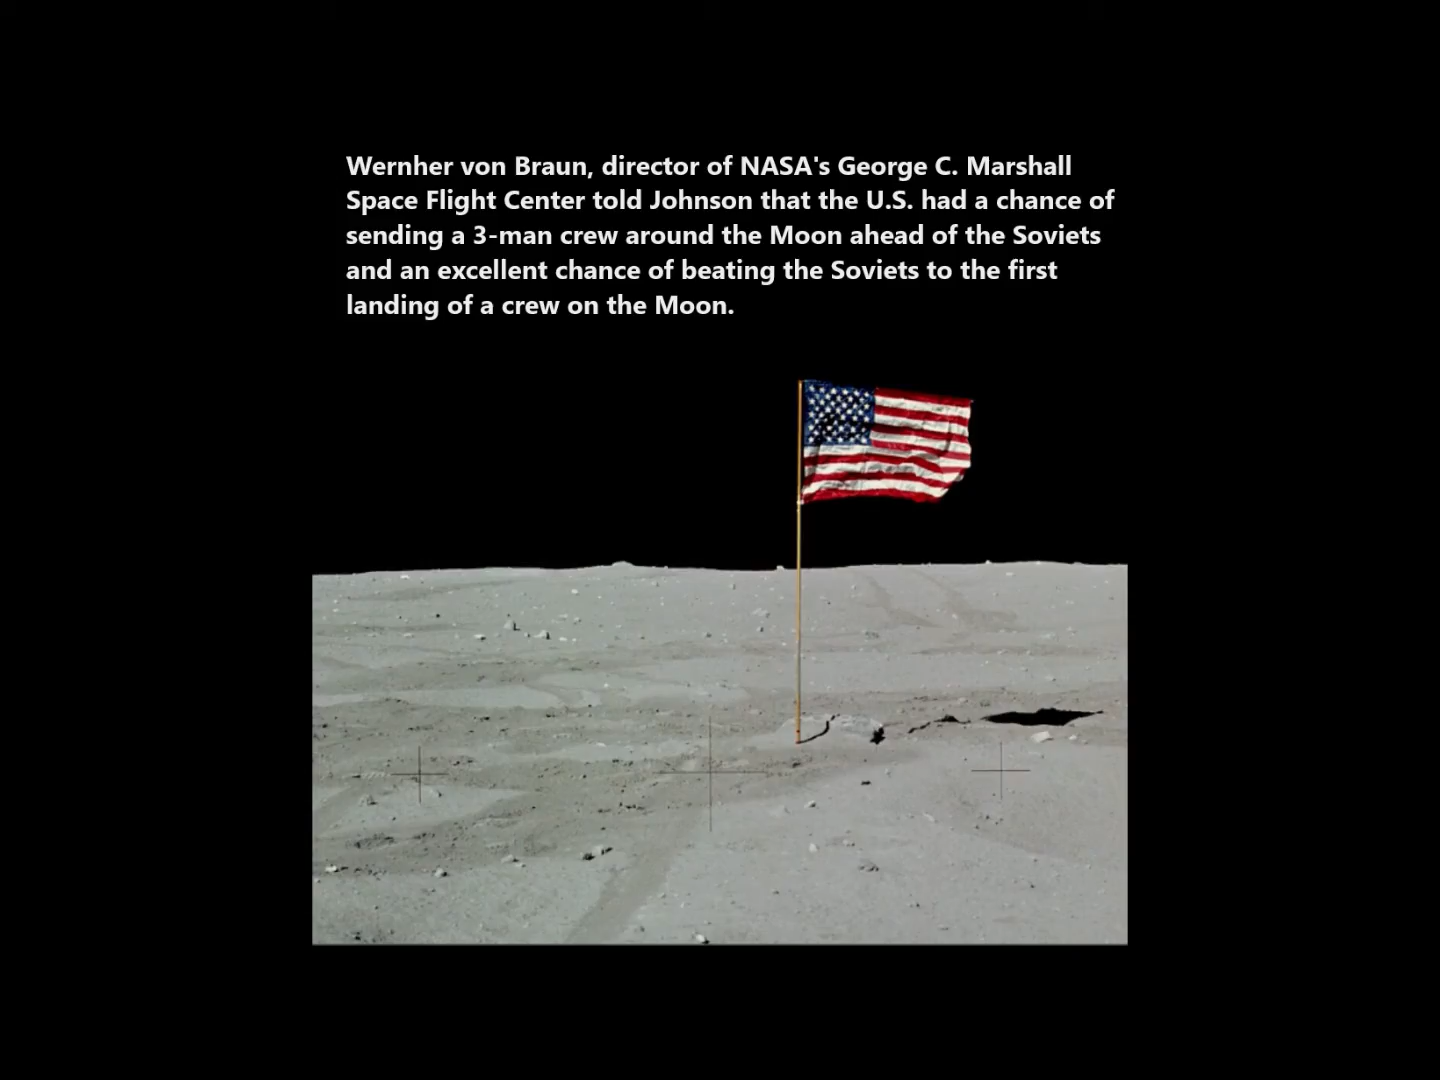 Wernher von Braun, director of NASA's George C. Marshall
Space Flight Center told Johnson that the U.S. had a chance of
sending a 3-man crew around the Moon ahead of the Soviets
and an excellent chance of beating the Soviets to the first
landing of a crew on the Moon.